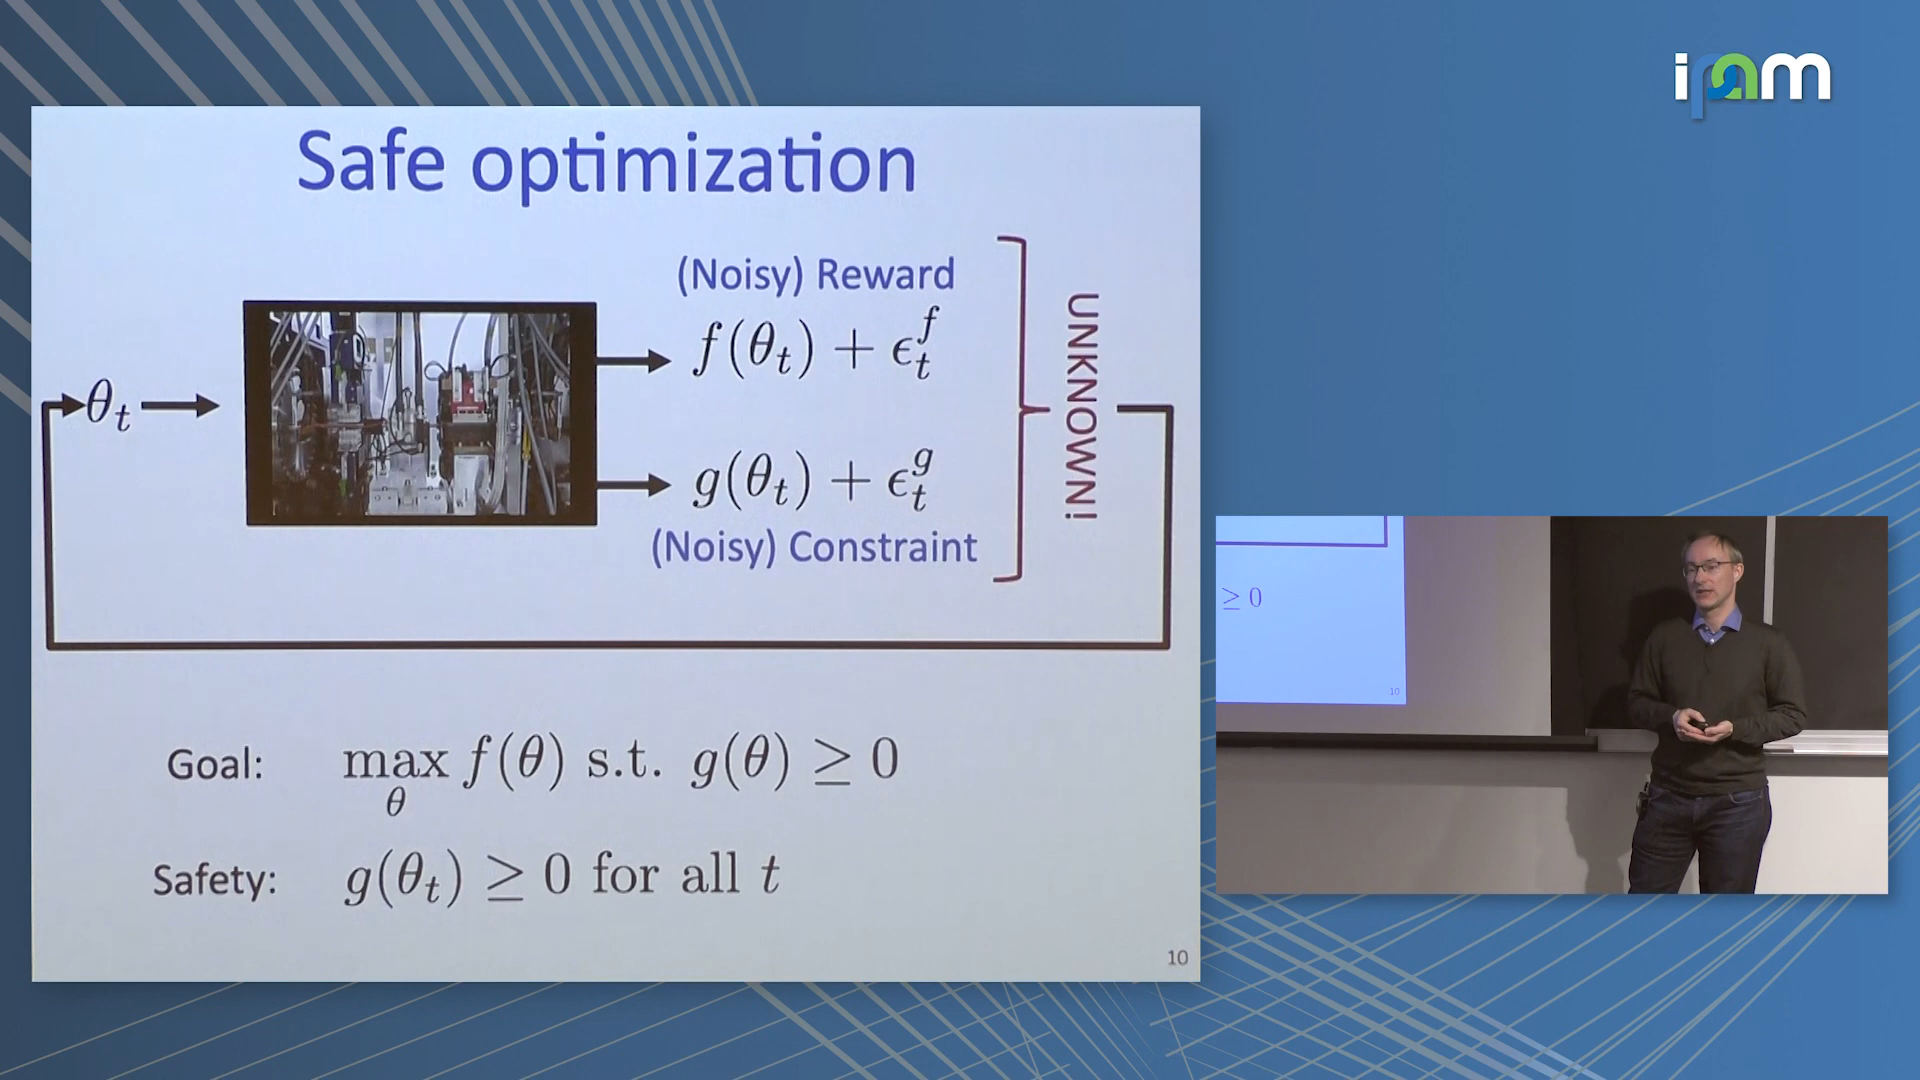 ipam
Safe optimization
(Noisy) Reward
f(θ_t) + ϵ_t^f
θ_t
g(θ_t) + ϵ_t^g
(Noisy) Constraint
UNKNOWN!
Goal: max_θ f(θ) s.t. g(θ) ≥ 0
Safety: g(θ_t) ≥ 0 for all t
10
≥ 0
10